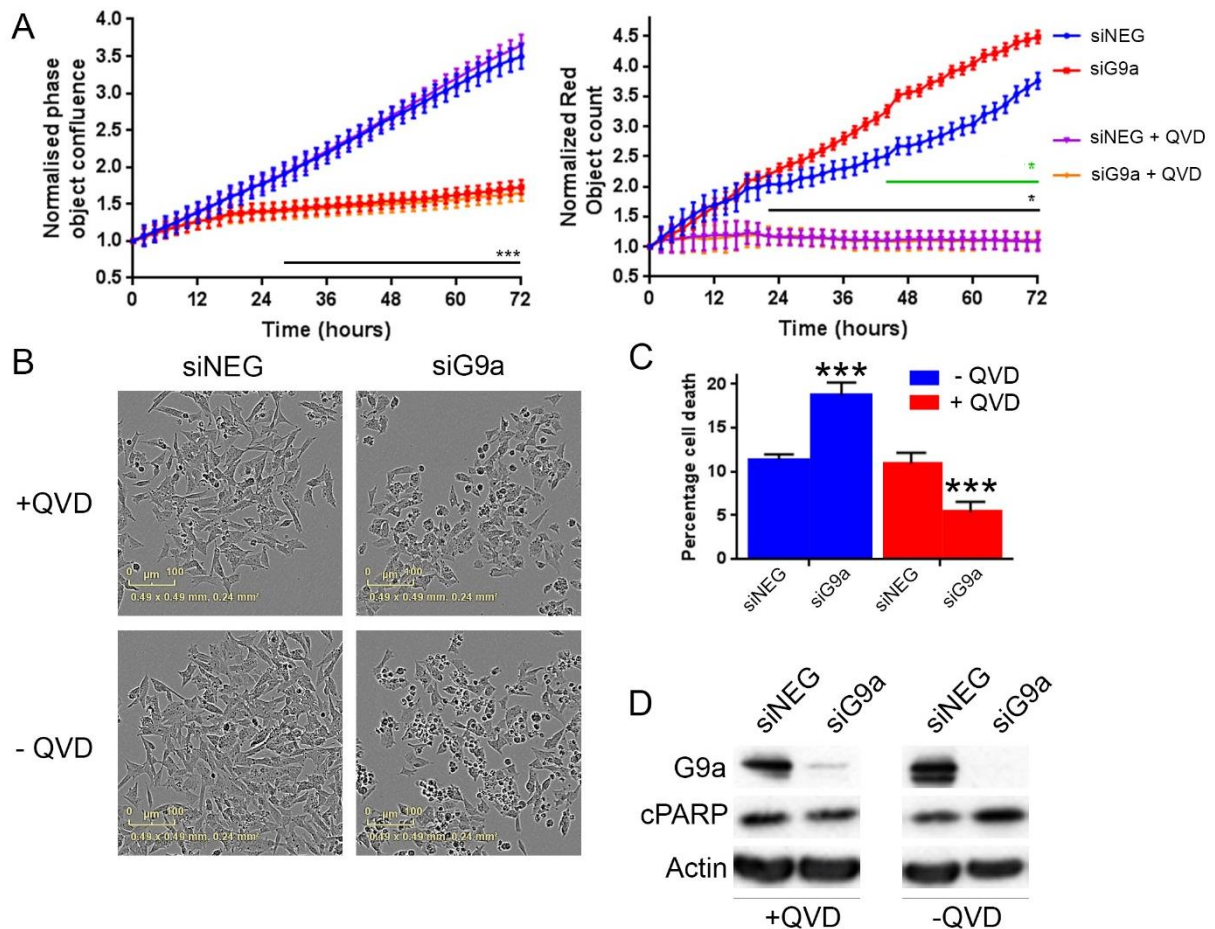 A
Normalised phase
object confluence
4.0
3.5
3.0
2.5
2.0
1.5
1.0
0.5
0 12 24 36 48 60 72
Time (hours)
***
Normalized Red
Object count
4.5
4.0
3.5
3.0
2.5
2.0
1.5
1.0
0.5
0 12 24 36 48 60 72
Time (hours)
*
*
siNEG
siG9a
siNEG + QVD
siG9a + QVD
B
siNEG siG9a
+QVD
0 µm 100
0.49 x 0.49 mm, 0.24 mm²
0 µm 100
0.49 x 0.49 mm, 0.24 mm²
- QVD
0 µm 100
0.49 x 0.49 mm, 0.24 mm²
0 µm 100
0.49 x 0.49 mm, 0.24 mm²
C
Percentage cell death
20
15
10
5
0
***
***
- QVD
+ QVD
siNEG siG9a siNEG siG9a
D
siNEG siG9a siNEG siG9a
G9a
cPARP
Actin
+QVD -QVD